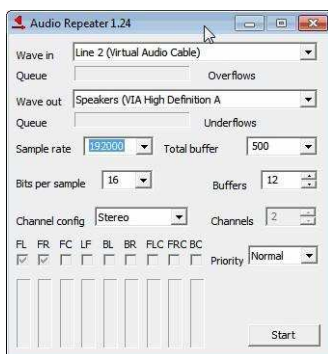 Audio Repeater 1.24
Wave in Line 2 (Virtual Audio Cable)
Queue Overflows
Wave out Speakers (VIA High Definition A
Queue Underflows
Sample rate 192000 Total buffer 500
Bits per sample 16 Buffers 12
Channel config Stereo Channels 2
FL FR FC LF BL BR FLC FRC BC
Priority Normal
Start